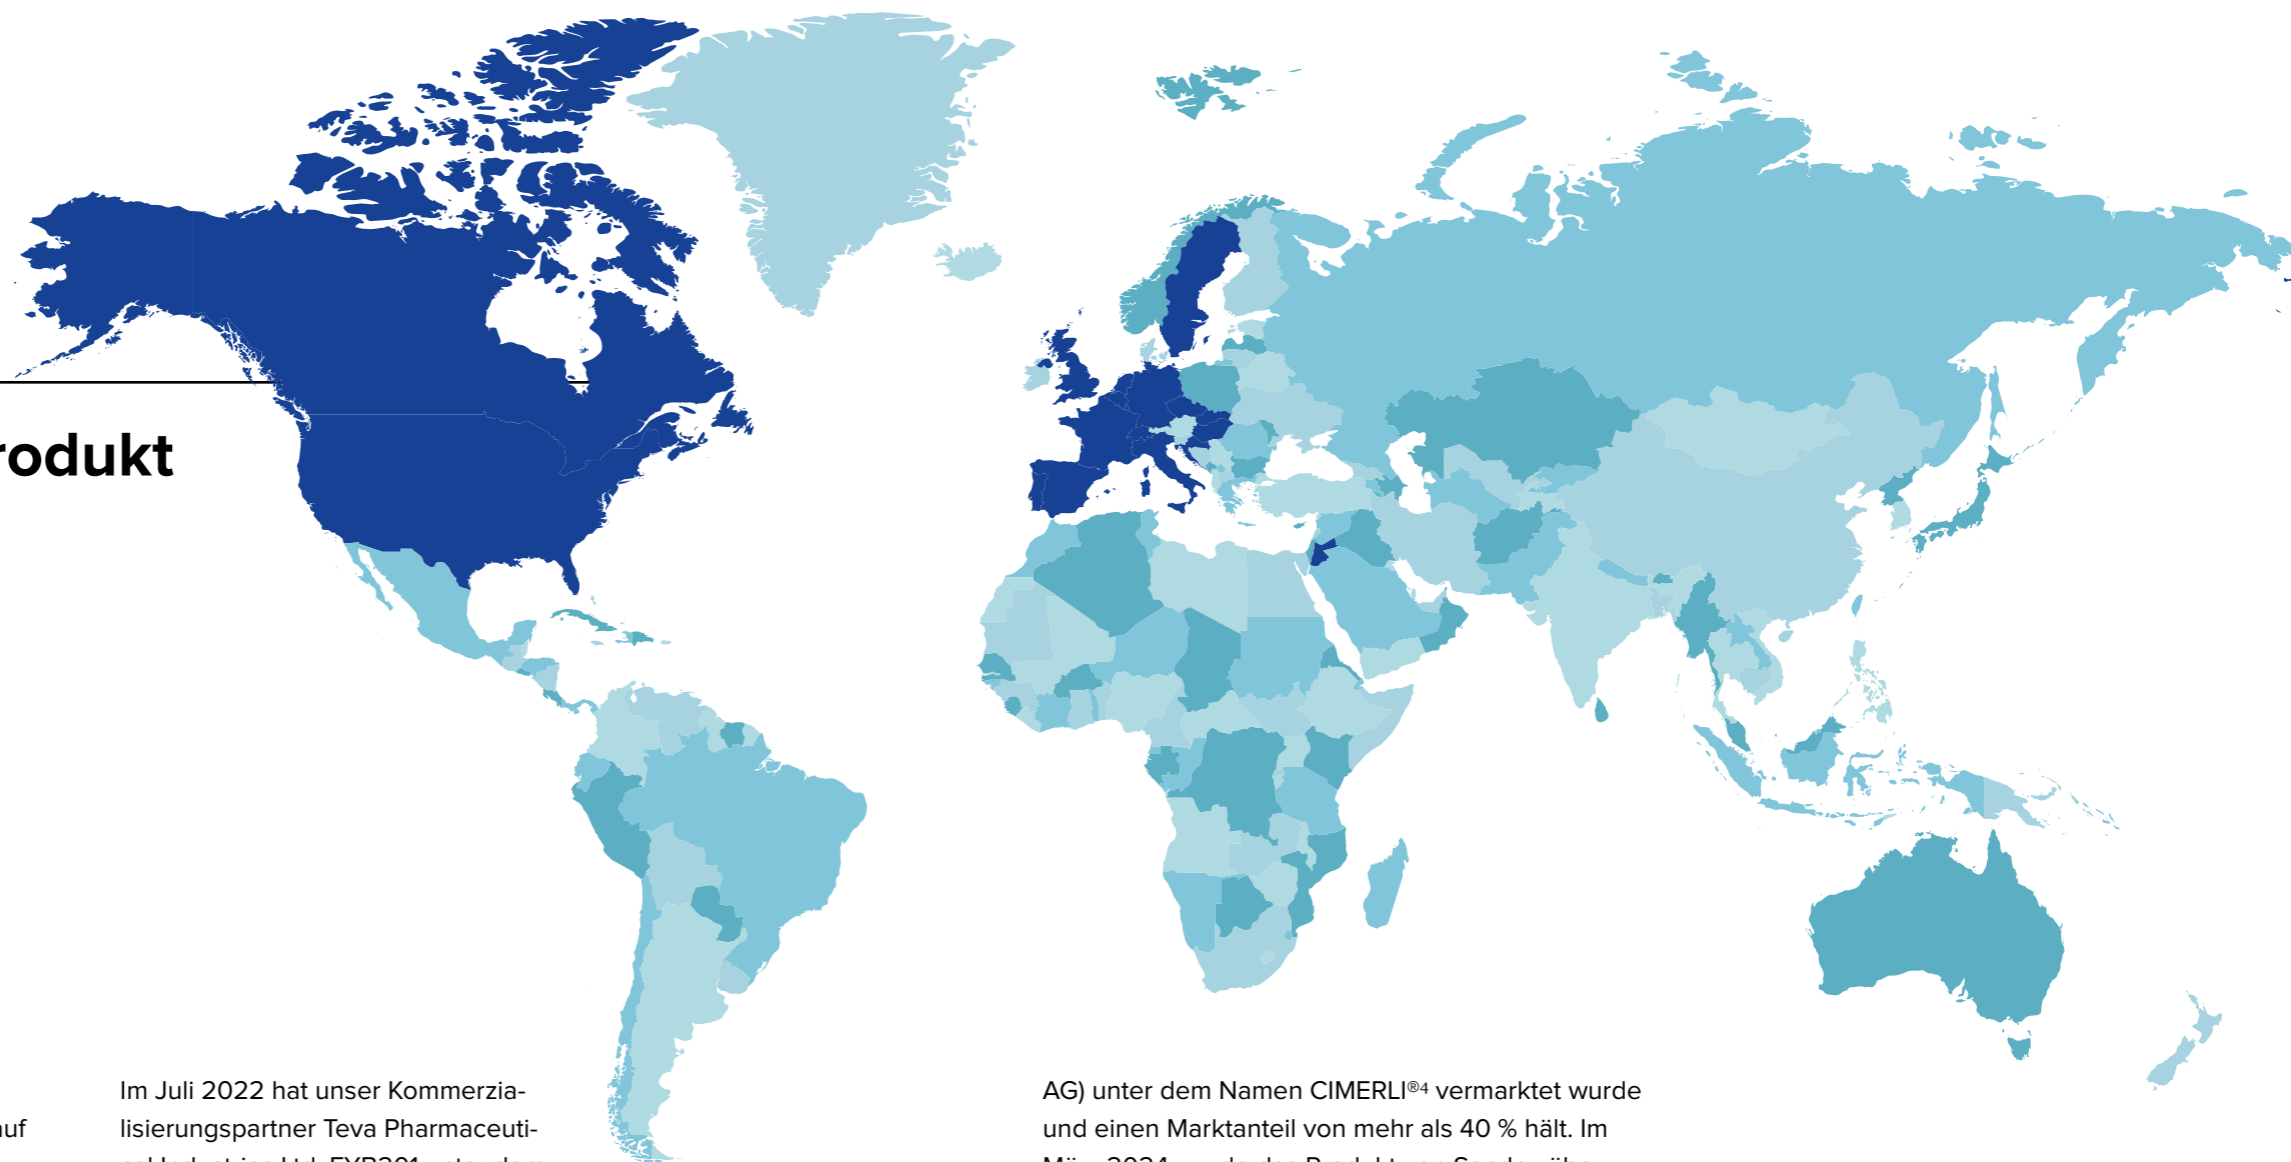 rodukt
auf
Im Juli 2022 hat unser Kommerzia-
lisierungspartner Teva Pharmaceuti-
AG) unter dem Namen CIMERLI®4 vermarktet wurde
und einen Marktanteil von mehr als 40 % hält. Im